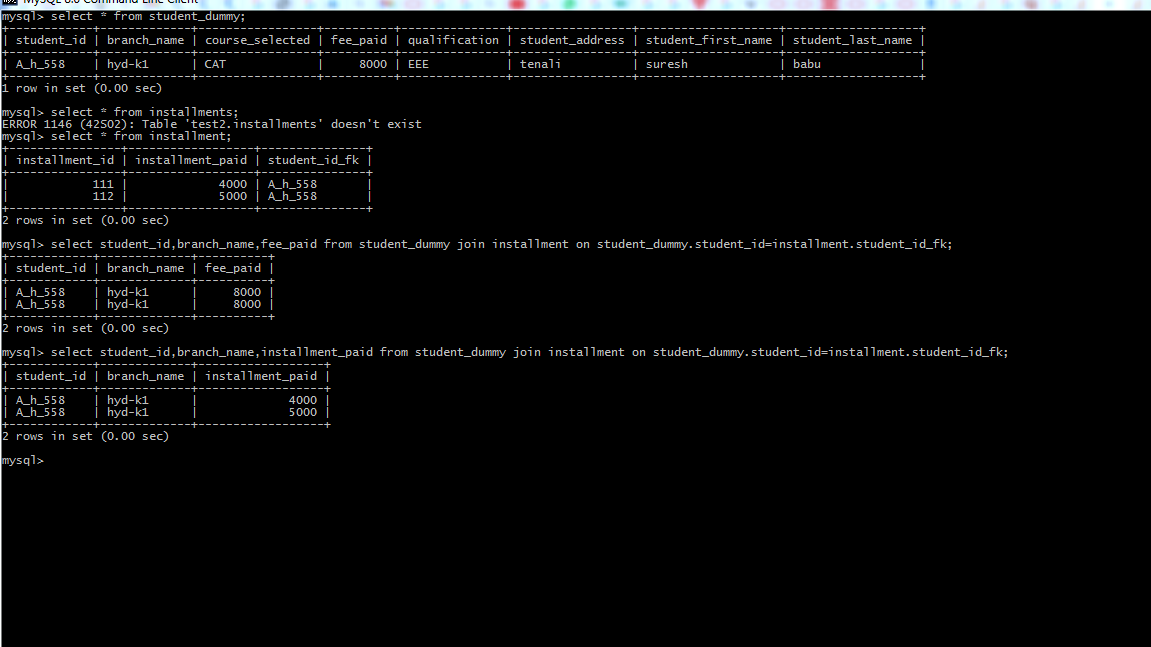 MySQL 8.0 Command Line Client
mysql> select * from student_dummy;
+------------+-------------+-----------------+----------+---------------+-----------------+--------------------+-------------------+
| student_id | branch_name | course_selected | fee_paid | qualification | student_address | student_first_name | student_last_name |
+------------+-------------+-----------------+----------+---------------+-----------------+--------------------+-------------------+
| A_h_558    | hyd-k1      | CAT             |     8000 | EEE           | tenali          | suresh             | babu              |
+------------+-------------+-----------------+----------+---------------+-----------------+--------------------+-------------------+
1 row in set (0.00 sec)
mysql> select * from installments;
ERROR 1146 (42S02): Table 'test2.installments' doesn't exist
mysql> select * from installment;
+----------------+------------------+---------------+
| installment_id | installment_paid | student_id_fk |
+----------------+------------------+---------------+
|            111 |             4000 | A_h_558       |
|            112 |             5000 | A_h_558       |
+----------------+------------------+---------------+
2 rows in set (0.00 sec)
mysql> select student_id,branch_name,fee_paid from student_dummy join installment on student_dummy.student_id=installment.student_id_fk;
+------------+-------------+----------+
| student_id | branch_name | fee_paid |
+------------+-------------+----------+
| A_h_558    | hyd-k1      |     8000 |
| A_h_558    | hyd-k1      |     8000 |
+------------+-------------+----------+
2 rows in set (0.00 sec)
mysql> select student_id,branch_name,installment_paid from student_dummy join installment on student_dummy.student_id=installment.student_id_fk;
+------------+-------------+------------------+
| student_id | branch_name | installment_paid |
+------------+-------------+------------------+
| A_h_558    | hyd-k1      |             4000 |
| A_h_558    | hyd-k1      |             5000 |
+------------+-------------+------------------+
2 rows in set (0.00 sec)
mysql>